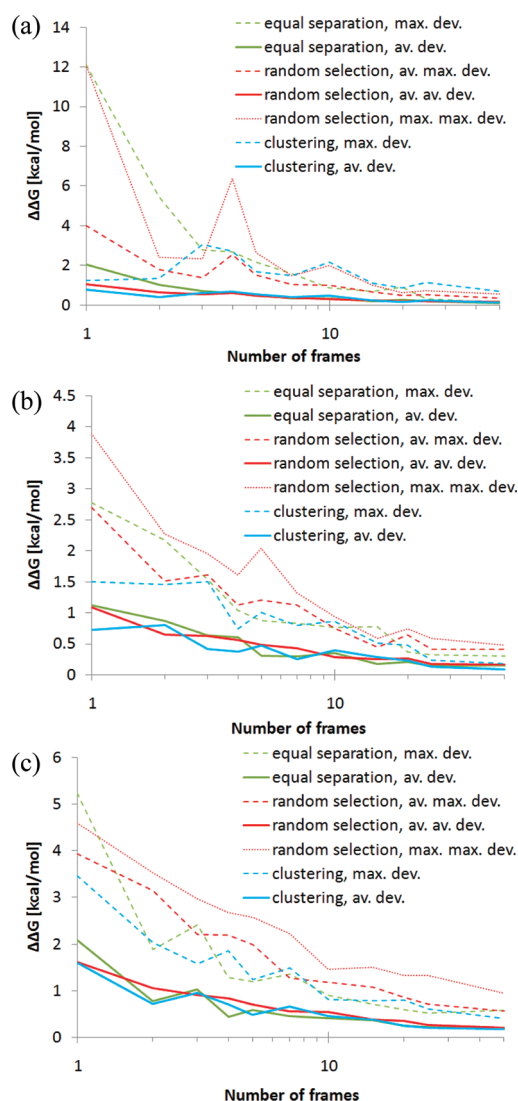 (a)
14
12
10
8
6
4
2
0
ΔΔG [kcal/mol]
equal separation, max. dev.
equal separation, av. dev.
random selection, av. max. dev.
random selection, av. av. dev.
random selection, max. max. dev.
clustering, max. dev.
clustering, av. dev.
1
10
Number of frames
(b)
4.5
4
3.5
3
2.5
2
1.5
1
0.5
0
ΔΔG [kcal/mol]
equal separation, max. dev.
equal separation, av. dev.
random selection, av. max. dev.
random selection, av. av. dev.
random selection, max. max. dev.
clustering, max. dev.
clustering, av. dev.
1
10
Number of frames
(c)
6
5
4
3
2
1
0
ΔΔG [kcal/mol]
equal separation, max. dev.
equal separation, av. dev.
random selection, av. max. dev.
random selection, av. av. dev.
random selection, max. max. dev.
clustering, max. dev.
clustering, av. dev.
1
10
Number of frames